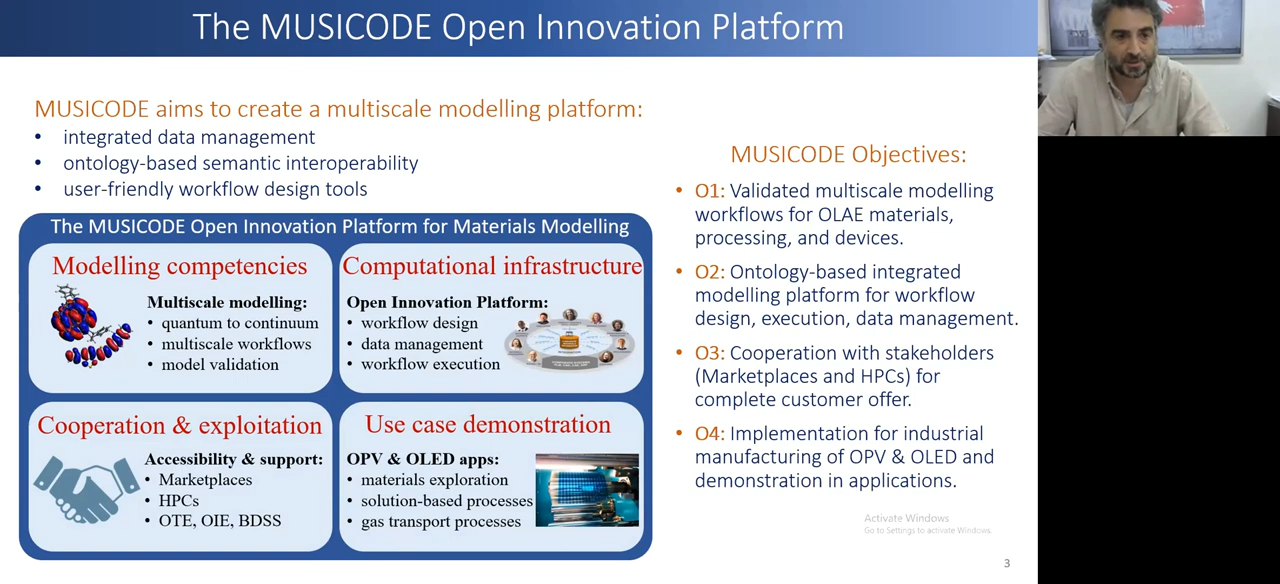 The MUSICODE Open Innovation Platform
MUSICODE aims to create a multiscale modelling platform:
• integrated data management
• ontology-based semantic interoperability
• user-friendly workflow design tools
The MUSICODE Open Innovation Platform for Materials Modelling
Modelling competencies
Multiscale modelling:
• quantum to continuum
• multiscale workflows
• model validation
Computational infrastructure
Open Innovation Platform:
• workflow design
• data management
• workflow execution
Cooperation & exploitation
Accessibility & support:
• Marketplaces
• HPCs
• OTE, OIE, BDSS
Use case demonstration
OPV & OLED apps:
• materials exploration
• solution-based processes
• gas transport processes
MUSICODE Objectives:
• O1: Validated multiscale modelling
workflows for OLAE materials,
processing, and devices.
• O2: Ontology-based integrated
modelling platform for workflow
design, execution, data management.
• O3: Cooperation with stakeholders
(Marketplaces and HPCs) for
complete customer offer.
• O4: Implementation for industrial
manufacturing of OPV & OLED and
demonstration in applications.
Activate Windows
Go to Settings to activate Windows.
3